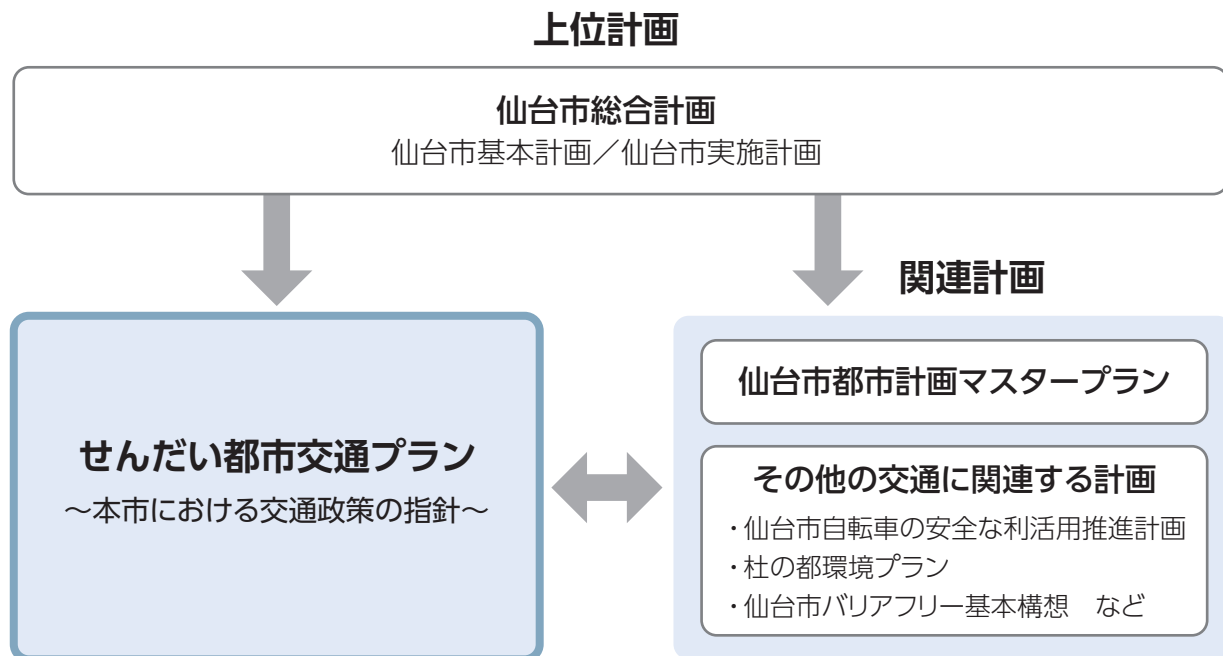 上位計画
仙台市総合計画
仙台市基本計画／仙台市実施計画
関連計画
せんだい都市交通プラン
～本市における交通政策の指針～
仙台市都市計画マスタープラン
その他の交通に関連する計画
・仙台市自転車の安全な利活用推進計画
・杜の都環境プラン
・仙台市バリアフリー基本構想　など